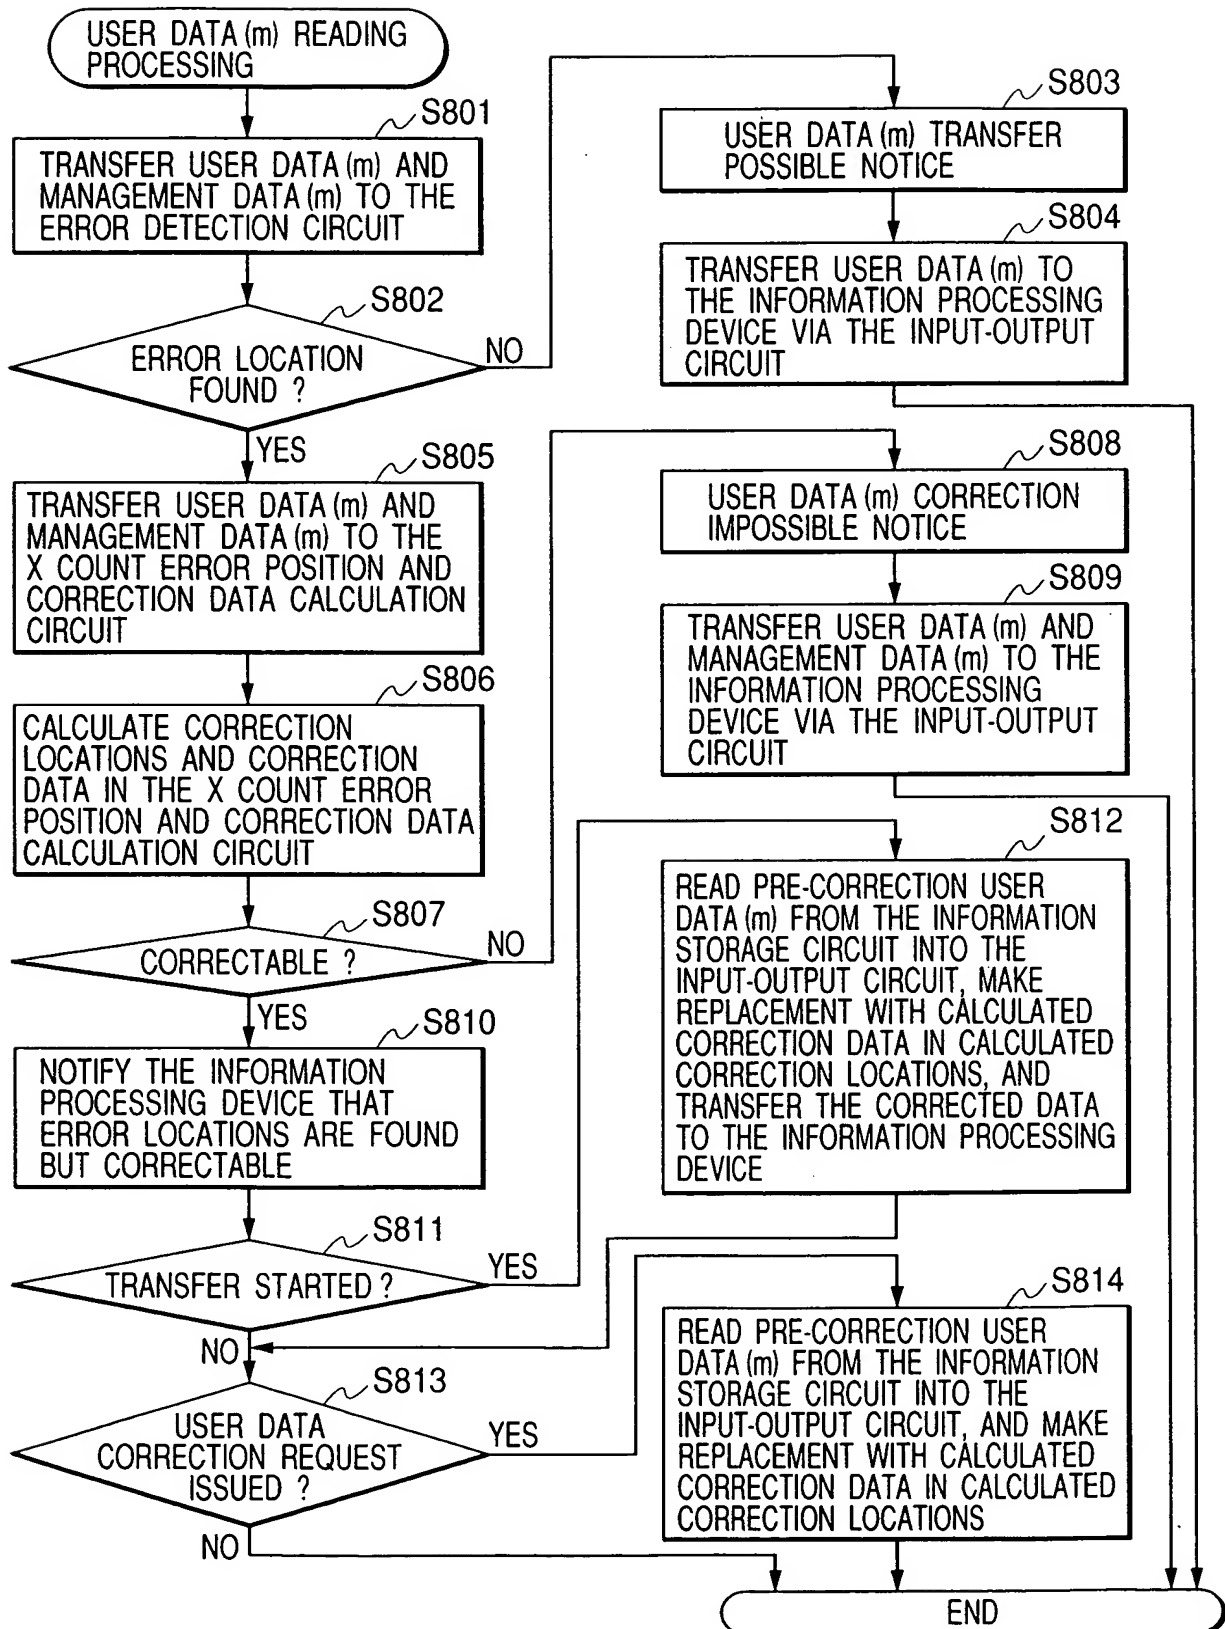 USER DATA (m) READING
PROCESSING
S801
TRANSFER USER DATA (m) AND
MANAGEMENT DATA (m) TO THE
ERROR DETECTION CIRCUIT
S802
ERROR LOCATION
FOUND ?
NO
YES
S803
USER DATA (m) TRANSFER
POSSIBLE NOTICE
S804
TRANSFER USER DATA (m) TO
THE INFORMATION PROCESSING
DEVICE VIA THE INPUT-OUTPUT
CIRCUIT
S805
TRANSFER USER DATA (m) AND
MANAGEMENT DATA (m) TO THE
X COUNT ERROR POSITION AND
CORRECTION DATA CALCULATION
CIRCUIT
S806
CALCULATE CORRECTION
LOCATIONS AND CORRECTION
DATA IN THE X COUNT ERROR
POSITION AND CORRECTION DATA
CALCULATION CIRCUIT
S807
CORRECTABLE ?
NO
YES
S808
USER DATA (m) CORRECTION
IMPOSSIBLE NOTICE
S809
TRANSFER USER DATA (m) AND
MANAGEMENT DATA (m) TO THE
INFORMATION PROCESSING
DEVICE VIA THE INPUT-OUTPUT
CIRCUIT
S810
NOTIFY THE INFORMATION
PROCESSING DEVICE THAT
ERROR LOCATIONS ARE FOUND
BUT CORRECTABLE
S811
TRANSFER STARTED ?
YES
NO
S812
READ PRE-CORRECTION USER
DATA (m) FROM THE INFORMATION
STORAGE CIRCUIT INTO THE
INPUT-OUTPUT CIRCUIT, MAKE
REPLACEMENT WITH CALCULATED
CORRECTION DATA IN CALCULATED
CORRECTION LOCATIONS, AND
TRANSFER THE CORRECTED DATA
TO THE INFORMATION PROCESSING
DEVICE
S813
USER DATA
CORRECTION REQUEST
ISSUED ?
YES
NO
S814
READ PRE-CORRECTION USER
DATA (m) FROM THE INFORMATION
STORAGE CIRCUIT INTO THE
INPUT-OUTPUT CIRCUIT, AND MAKE
REPLACEMENT WITH CALCULATED
CORRECTION DATA IN CALCULATED
CORRECTION LOCATIONS
END